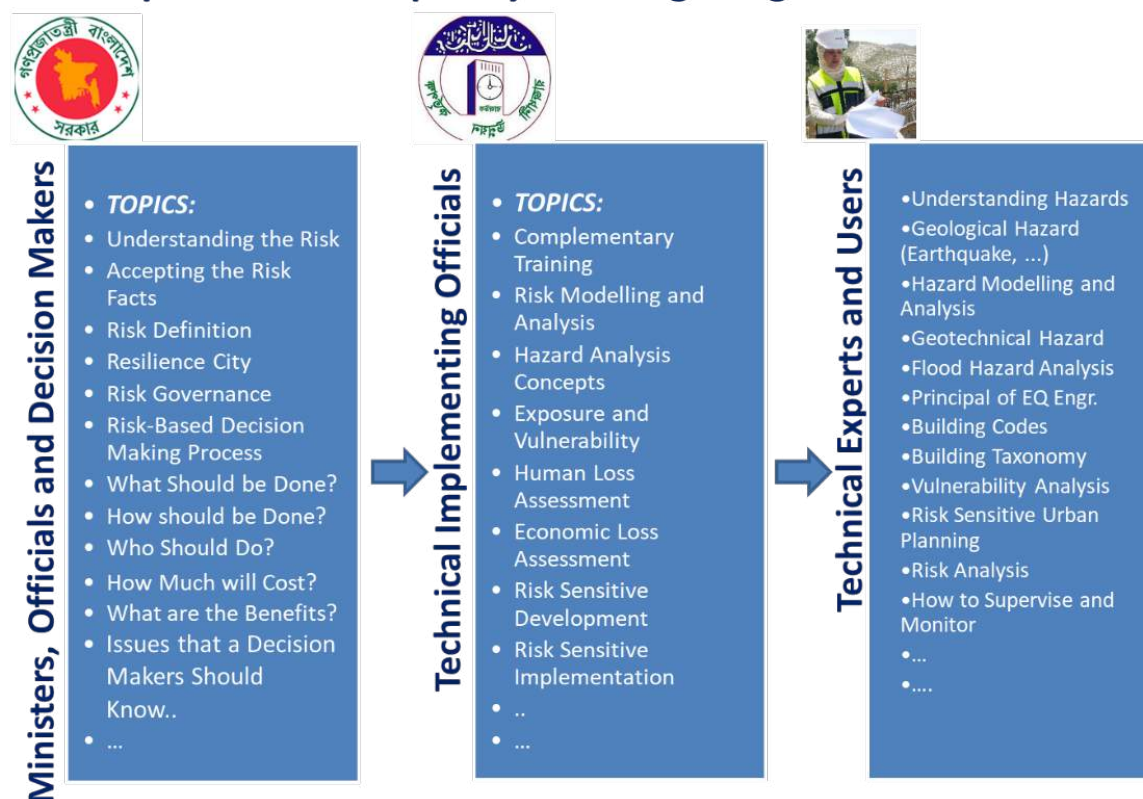 গণপ্রজাতন্ত্রী বাংলাদেশ
সরকার
Ministers, Officials and Decision Makers
• TOPICS:
• Understanding the Risk
• Accepting the Risk
Facts
• Risk Definition
• Resilience City
• Risk Governance
• Risk-Based Decision
Making Process
• What Should be Done?
• How should be Done?
• Who Should Do?
• How Much will Cost?
• What are the Benefits?
• Issues that a Decision
Makers Should
Know..
• ...
Technical Implementing Officials
• TOPICS:
• Complementary
Training
• Risk Modelling and
Analysis
• Hazard Analysis
Concepts
• Exposure and
Vulnerability
• Human Loss
Assessment
• Economic Loss
Assessment
• Risk Sensitive
Development
• Risk Sensitive
Implementation
• ..
• ...
Technical Experts and Users
•Understanding Hazards
•Geological Hazard
(Earthquake, ...)
•Hazard Modelling and
Analysis
•Geotechnical Hazard
•Flood Hazard Analysis
•Principal of EQ Engr.
•Building Codes
•Building Taxonomy
•Vulnerability Analysis
•Risk Sensitive Urban
Planning
•Risk Analysis
•How to Supervise and
Monitor
•...
•....